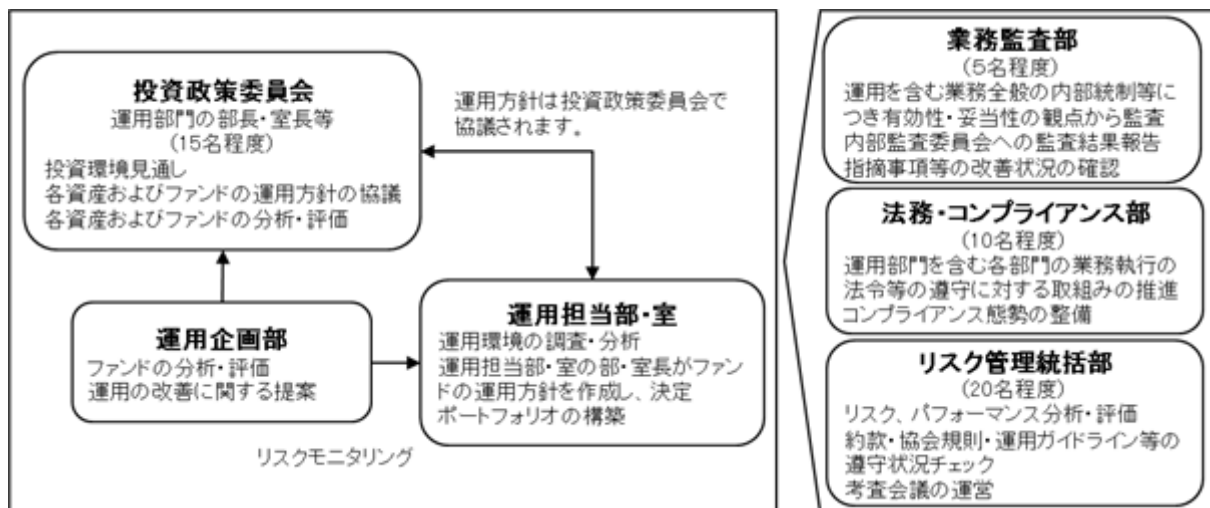 投資政策委員会
運用部門の部長・室長等
(15名程度)
投資環境見通し
各資産およびファンドの運用方針の協議
各資産およびファンドの分析・評価
運用方針は投資政策委員会で
協議されます。
運用企画部
ファンドの分析・評価
運用の改善に関する提案
運用担当部・室
運用環境の調査・分析
運用担当部・室の部・室長がファン
ドの運用方針を作成し、決定
ポートフォリオの構築
リスクモニタリング
業務監査部
(5名程度)
運用を含む業務全般の内部統制等に
つき有効性・妥当性の観点から監査
内部監査委員会への監査結果報告
指摘事項等の改善状況の確認
法務・コンプライアンス部
(10名程度)
運用部門を含む各部門の業務執行の
法令等の遵守に対する取組みの推進
コンプライアンス態勢の整備
リスク管理統括部
(20名程度)
リスク、パフォーマンス分析・評価
約款・協会規則・運用ガイドライン等の
遵守状況チェック
考査会議の運営